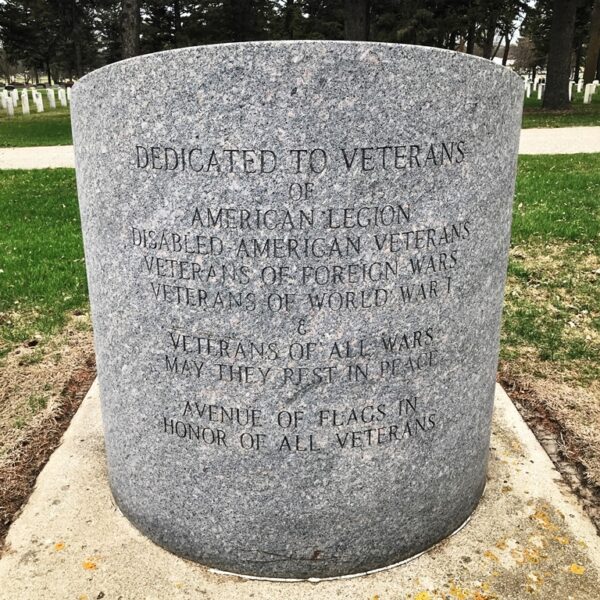 DEDICATED TO VETERANS
OF
AMERICAN LEGION
DISABLED AMERICAN VETERANS
VETERANS OF FOREIGN WARS
VETERANS OF WORLD WAR I
&
VETERANS OF ALL WARS
MAY THEY REST IN PEACE
AVENUE OF FLAGS IN
HONOR OF ALL VETERANS